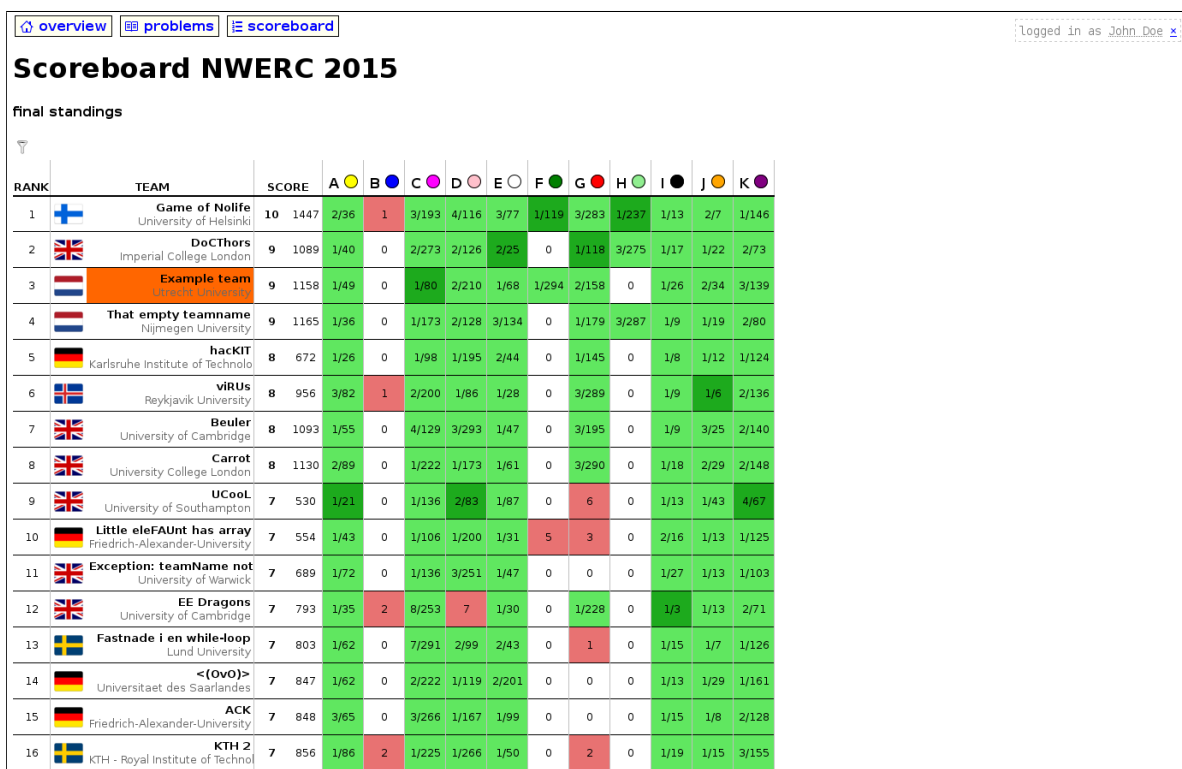 overview problems scoreboard
logged in as John Doe ×
Scoreboard NWERC 2015
final standings
RANK TEAM SCORE A B C D E F G H I J K
1 Game of Nolife 10 1447 2/36 1 3/193 4/116 3/77 1/119 3/283 1/237 1/13 2/7 1/146
University of Helsinki
2 DoCThors 9 1089 1/40 0 2/273 2/126 2/25 0 1/118 3/275 1/17 1/22 2/73
Imperial College London
3 Example team 9 1158 1/49 0 1/80 2/210 1/68 1/294 2/158 0 1/26 2/34 3/139
Utrecht University
4 That empty teamname 9 1165 1/36 0 1/173 2/128 3/134 0 1/179 3/287 1/9 1/19 2/80
Nijmegen University
5 hacKIT 8 672 1/26 0 1/98 1/195 2/44 0 1/145 0 1/8 1/12 1/124
Karlsruhe Institute of Technolo
6 viRUs 8 956 3/82 1 2/200 1/86 1/28 0 3/289 0 1/9 1/6 2/136
Reykjavik University
7 Beuler 8 1093 1/55 0 4/129 3/293 1/47 0 3/195 0 1/9 3/25 2/140
University of Cambridge
8 Carrot 8 1130 2/89 0 1/222 1/173 1/61 0 3/290 0 1/18 2/29 2/148
University College London
9 UCooL 7 530 1/21 0 1/136 2/83 1/87 0 6 0 1/13 1/43 4/67
University of Southampton
10 Little eleFAUnt has array 7 554 1/43 0 1/106 1/200 1/31 5 3 0 2/16 1/13 1/125
Friedrich-Alexander-University
11 Exception: teamName not 7 689 1/72 0 1/136 3/251 1/47 0 0 0 1/27 1/13 1/103
University of Warwick
12 EE Dragons 7 793 1/35 2 8/253 7 1/30 0 1/228 0 1/3 1/13 2/71
University of Cambridge
13 Fastnade i en while-loop 7 803 1/62 0 7/291 2/99 2/43 0 1 0 1/15 1/7 1/126
Lund University
14 <(OvO)> 7 847 1/62 0 2/222 1/119 2/201 0 0 0 1/13 1/29 1/161
Universitaet des Saarlandes
15 ACK 7 848 3/65 0 3/266 1/167 1/99 0 0 0 1/15 1/8 2/128
Friedrich-Alexander-University
16 KTH 2 7 856 1/86 2 1/225 1/266 1/50 0 2 0 1/19 1/15 3/155
KTH - Royal Institute of Technol